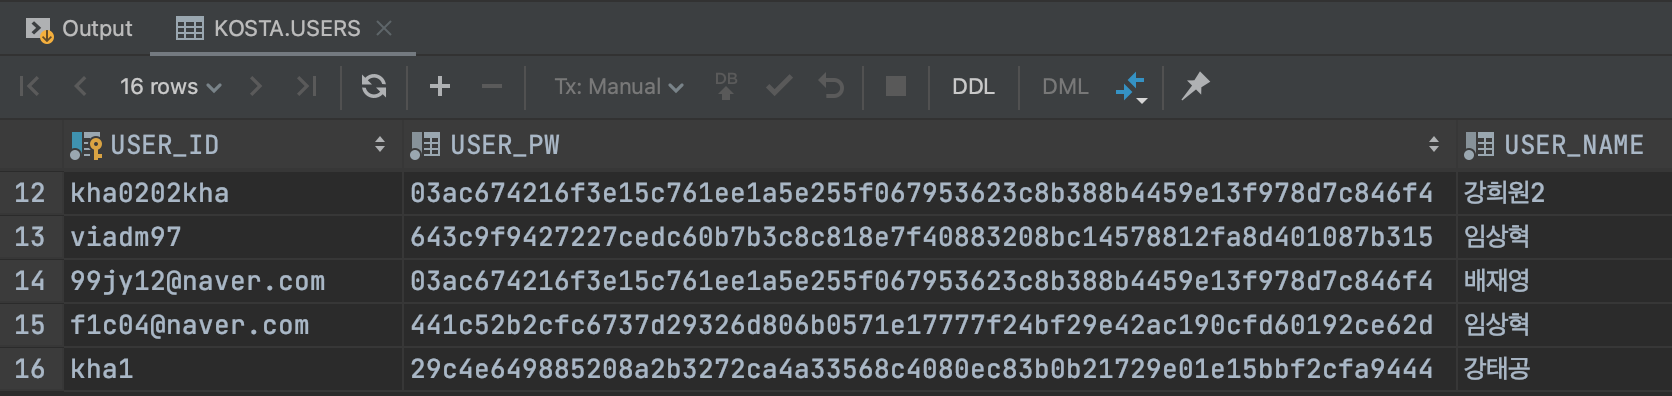 Output KOSTA.USERS
16 rows Tx: Manual DB DDL DML
USER_ID USER_PW USER_NAME
12 kha0202kha 03ac674216f3e15c761ee1a5e255f067953623c8b388b4459e13f978d7c846f4 강희원2
13 viadm97 643c9f9427227cedc60b7b3c8c818e7f40883208bc14578812fa8d401087b315 임상혁
14 99jy12@naver.com 03ac674216f3e15c761ee1a5e255f067953623c8b388b4459e13f978d7c846f4 배재영
15 f1c04@naver.com 441c52b2cfc6737d29326d806b0571e17777f24bf29e42ac190cfd60192ce62d 임상혁
16 kha1 29c4e649885208a2b3272ca4a33568c4080ec83b0b21729e01e15bbf2cfa9444 강태공